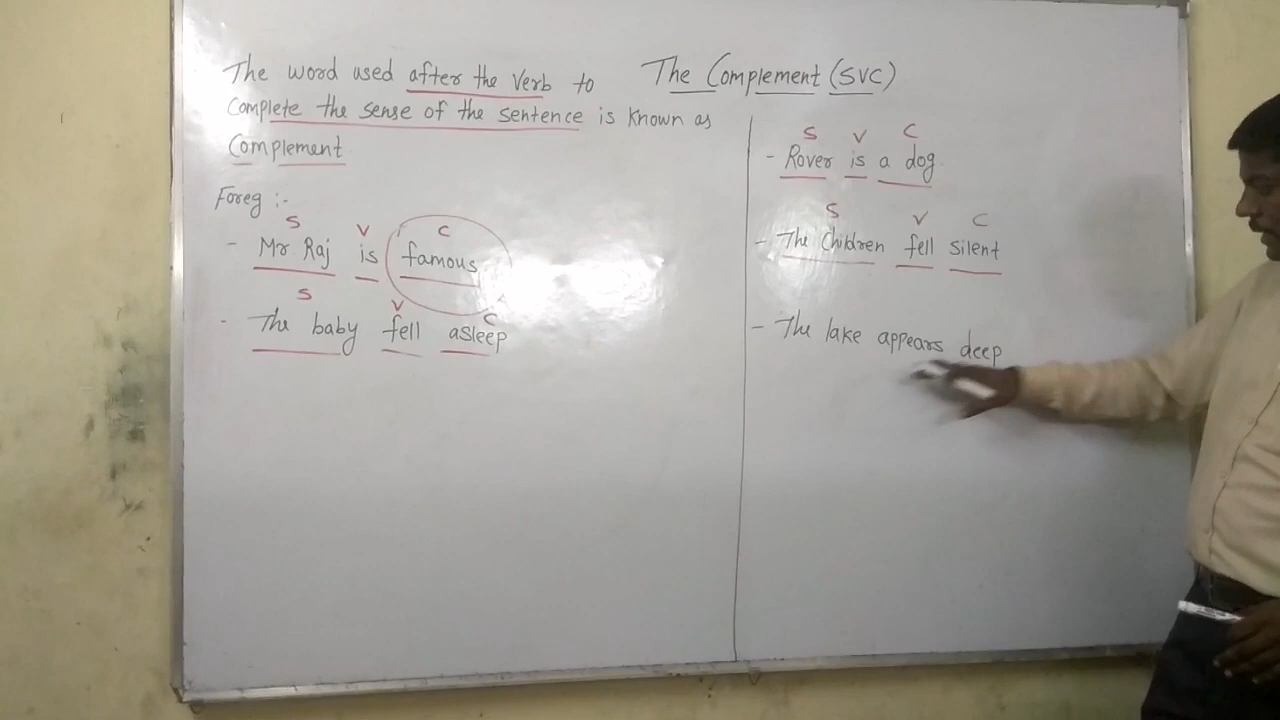 The Complement (SVC)
The word used after the Verb to
Complete the sense of the sentence is known as
Complement
Foreg :-
S V C
- Mr Raj is famous
S V C
- The baby fell asleep
S V C
- Rover is a dog
S V C
- The Children fell silent
- The lake appears deep